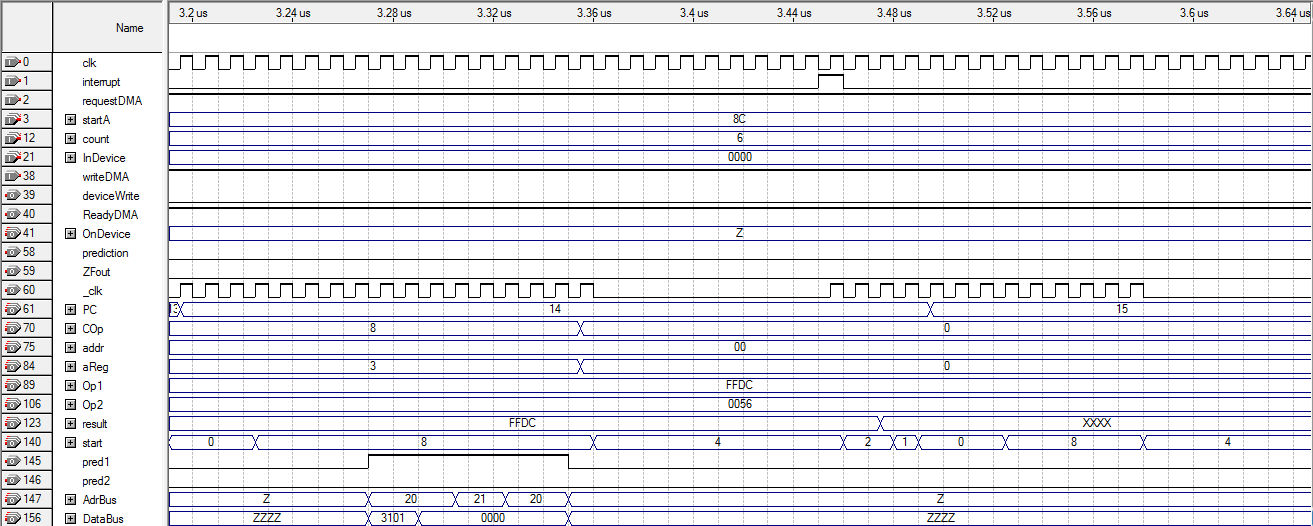 Name 3.2 us 3.24 us 3.28 us 3.32 us 3.36 us 3.4 us 3.44 us 3.48 us 3.52 us 3.56 us 3.6 us 3.64 us
0 clk
1 interrupt
2 requestDMA
3 startA 8C
12 count 6
21 InDevice 0000
38 writeDMA
39 deviceWrite
40 ReadyDMA
41 OnDevice Z
58 prediction
59 ZFout
60 _clk
61 PC 14 15
70 COp 8 0
75 addr 00
84 aReg 3 0
89 Op1 FFDC
106 Op2 0056
123 result FFDC XXXX
140 start 0 8 4 2 1 0 8 4
145 pred1
146 pred2
147 AdrBus Z 20 21 20 Z
156 DataBus ZZZZ 3101 0000 ZZZZ